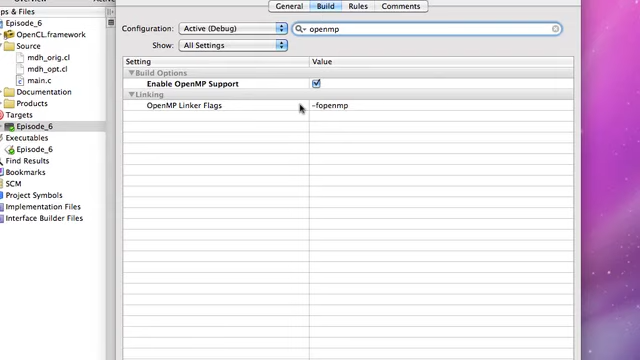 Overview
Active
General Build Rules Comments
ps & Files
Episode_6
OpenCL.framework
Source
mdh_orig.cl
mdh_opt.cl
main.c
Documentation
Products
Targets
Episode_6
Executables
Episode_6
Find Results
Bookmarks
SCM
Project Symbols
Implementation Files
Interface Builder Files
Configuration: Active (Debug) openmp
Show: All Settings
Setting Value
Build Options
Enable OpenMP Support
Linking
OpenMP Linker Flags -fopenmp